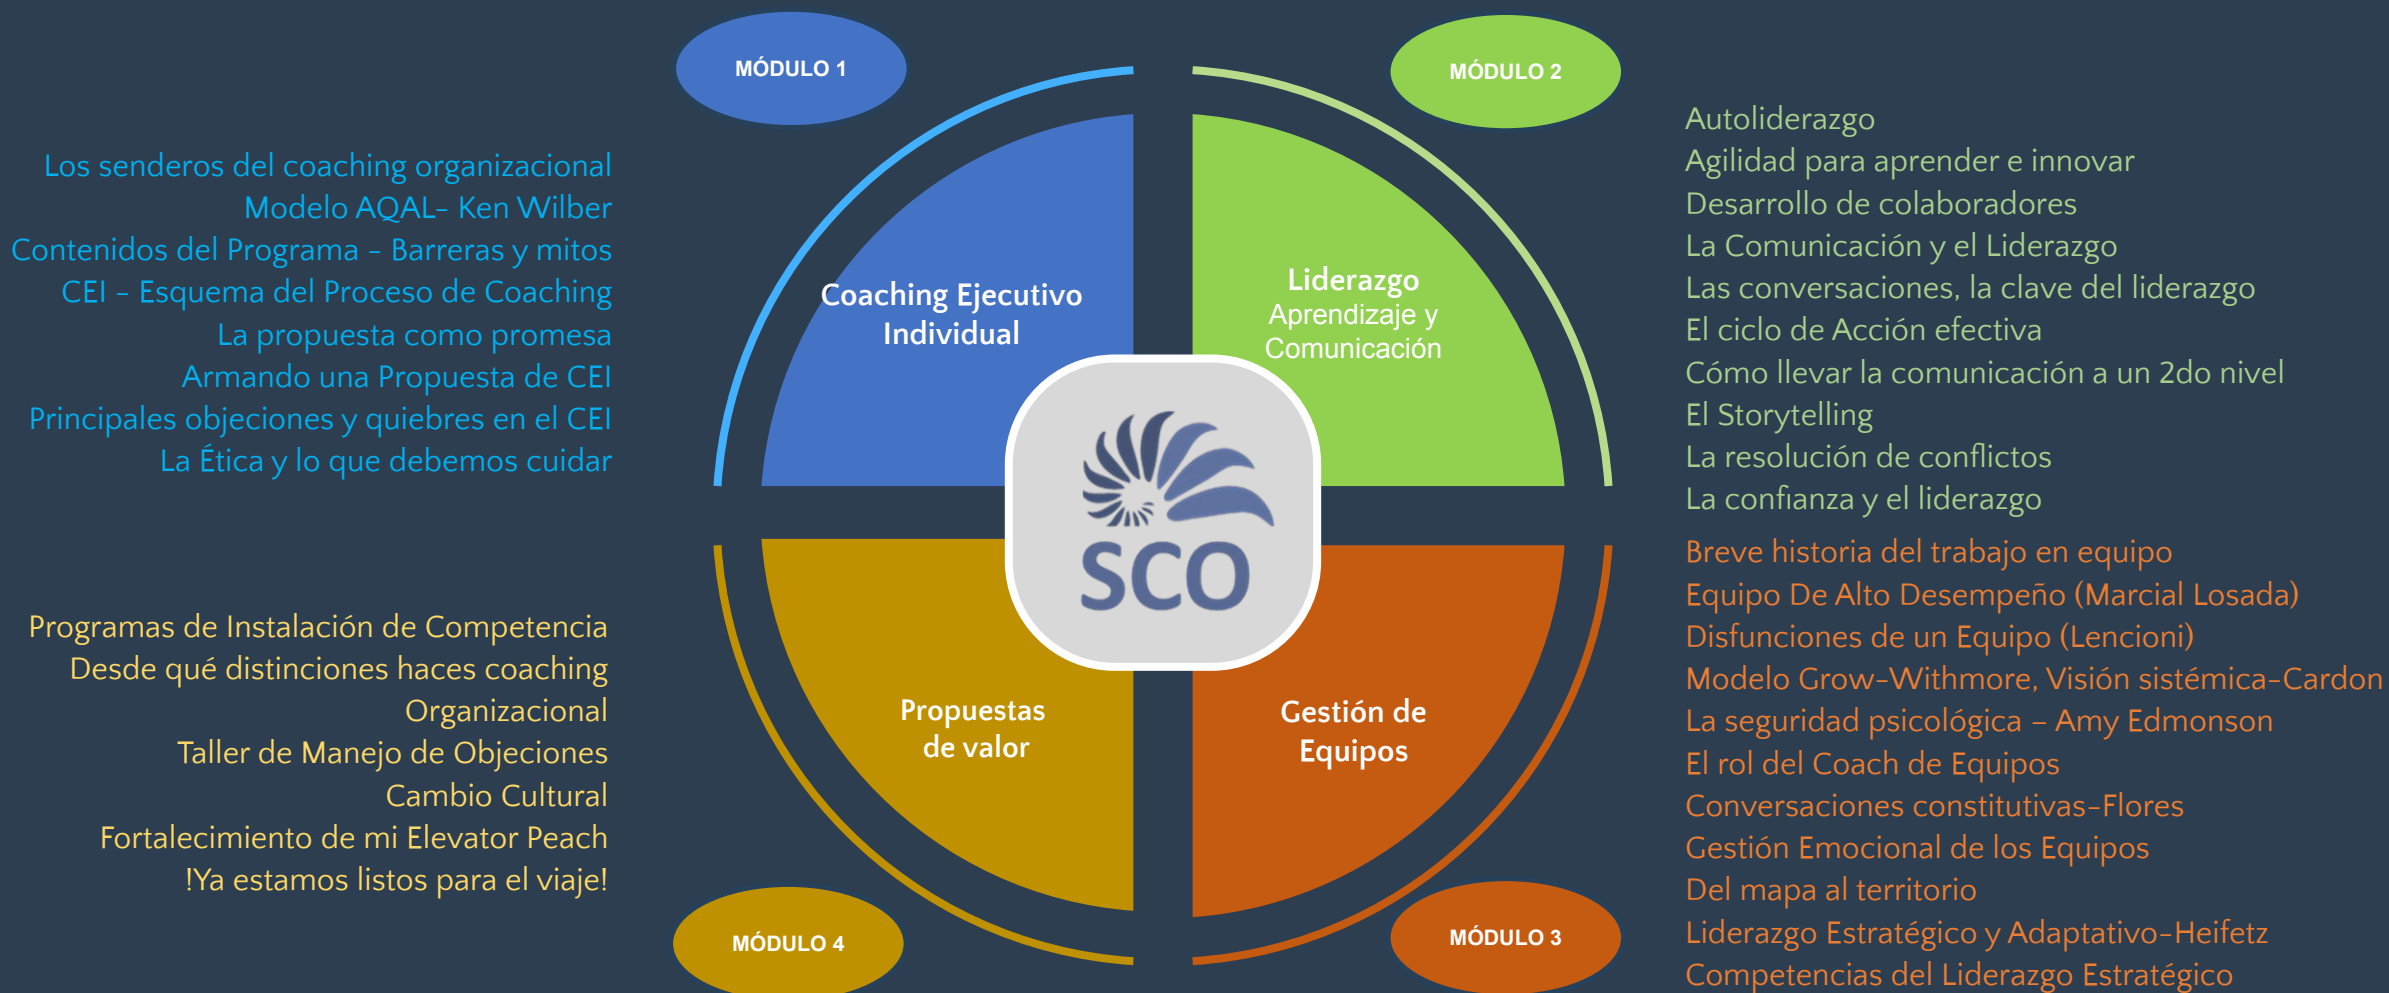 MÓDULO 1
Los senderos del coaching organizacional
Modelo AQAL- Ken Wilber
Contenidos del Programa - Barreras y mitos
CEI - Esquema del Proceso de Coaching
La propuesta como promesa
Armando una Propuesta de CEI
Principales objeciones y quiebres en el CEI
La Ética y lo que debemos cuidar
Coaching Ejecutivo
Individual
MÓDULO 2
Liderazgo
Aprendizaje y
Comunicación
Autoliderazgo
Agilidad para aprender e innovar
Desarrollo de colaboradores
La Comunicación y el Liderazgo
Las conversaciones, la clave del liderazgo
El ciclo de Acción efectiva
Cómo llevar la comunicación a un 2do nivel
El Storytelling
La resolución de conflictos
La confianza y el liderazgo
SCO
Gestión de
Equipos
MÓDULO 3
Breve historia del trabajo en equipo
Equipo De Alto Desempeño (Marcial Losada)
Disfunciones de un Equipo (Lencioni)
Modelo Grow-Withmore, Visión sistémica-Cardon
La seguridad psicológica – Amy Edmonson
El rol del Coach de Equipos
Conversaciones constitutivas-Flores
Gestión Emocional de los Equipos
Del mapa al territorio
Liderazgo Estratégico y Adaptativo-Heifetz
Competencias del Liderazgo Estratégico
Propuestas
de valor
MÓDULO 4
Programas de Instalación de Competencia
Desde qué distinciones haces coaching
Organizacional
Taller de Manejo de Objeciones
Cambio Cultural
Fortalecimiento de mi Elevator Peach
!Ya estamos listos para el viaje!